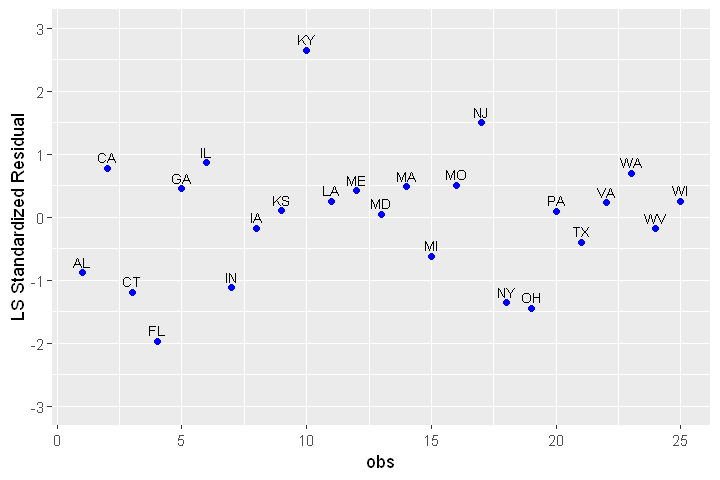 LS Standardized Residual
3
2
1
0
-1
-2
-3
KY
NJ
CA
IL
WA
GA
ME
MA
MO
KS
LA
MD
PA
VA
WI
IA
WV
TX
MI
AL
IN
CT
NY
OH
FL
0 5 10 15 20 25
obs